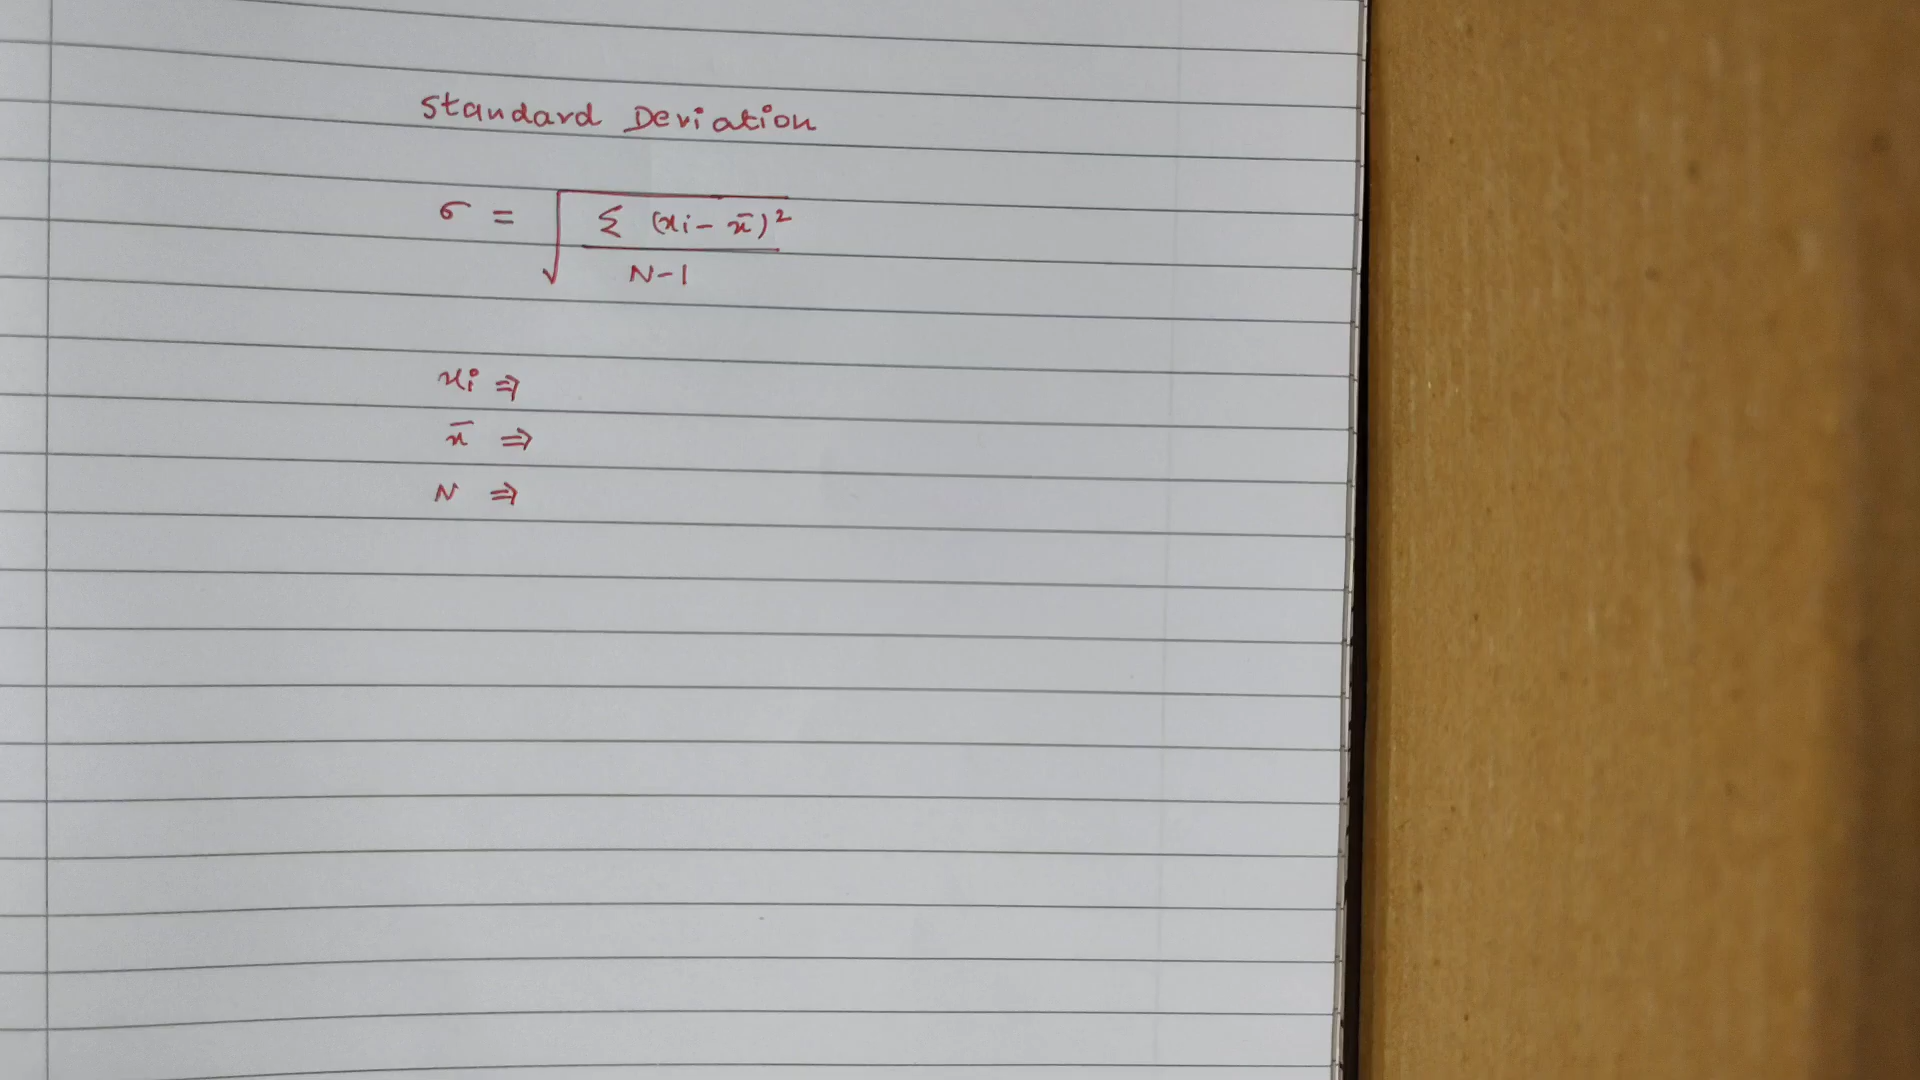 Standard Deviation
σ = √(Σ (xi - x̄)² / N-1)
xi ⇒
x̄ ⇒
N ⇒